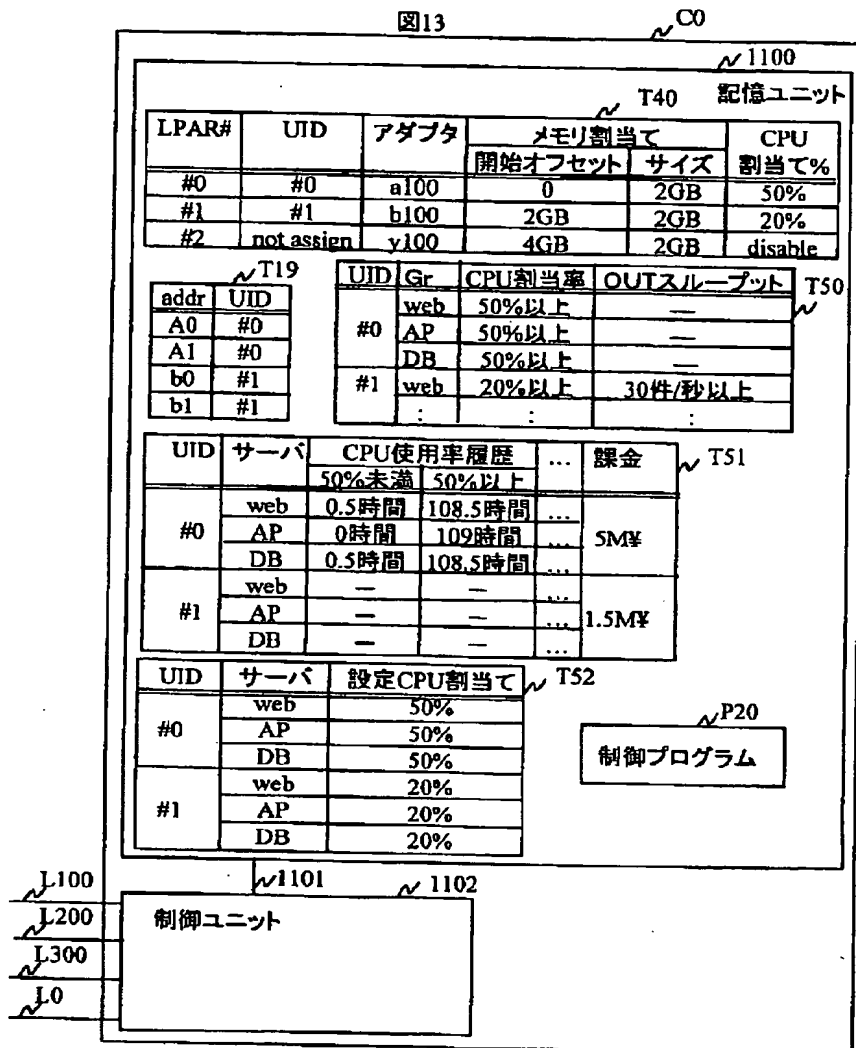 図13
C0
1100
記憶ユニット
T40
LPAR# UID アダプタ メモリ割当て CPU割当て%
開始オフセット サイズ
#0 #0 a100 0 2GB 50%
#1 #1 b100 2GB 2GB 20%
#2 not assign y100 4GB 2GB disable
T19
addr UID
A0 #0
A1 #0
b0 #1
b1 #1
T50
UID Gr CPU割当率 OUTスループット
#0 web 50%以上 —
AP 50%以上 —
DB 50%以上 —
#1 web 20%以上 30件/秒以上
: : :
T51
UID サーバ CPU使用率履歴 … 課金
50%未満 50%以上
#0 web 0.5時間 108.5時間 … 5M¥
AP 0時間 109時間 …
DB 0.5時間 108.5時間 …
#1 web — — … 1.5M¥
AP — — …
DB — — …
T52
UID サーバ 設定CPU割当て
#0 web 50%
AP 50%
DB 50%
#1 web 20%
AP 20%
DB 20%
P20
制御プログラム
1101
1102
制御ユニット
L100
L200
L300
L0